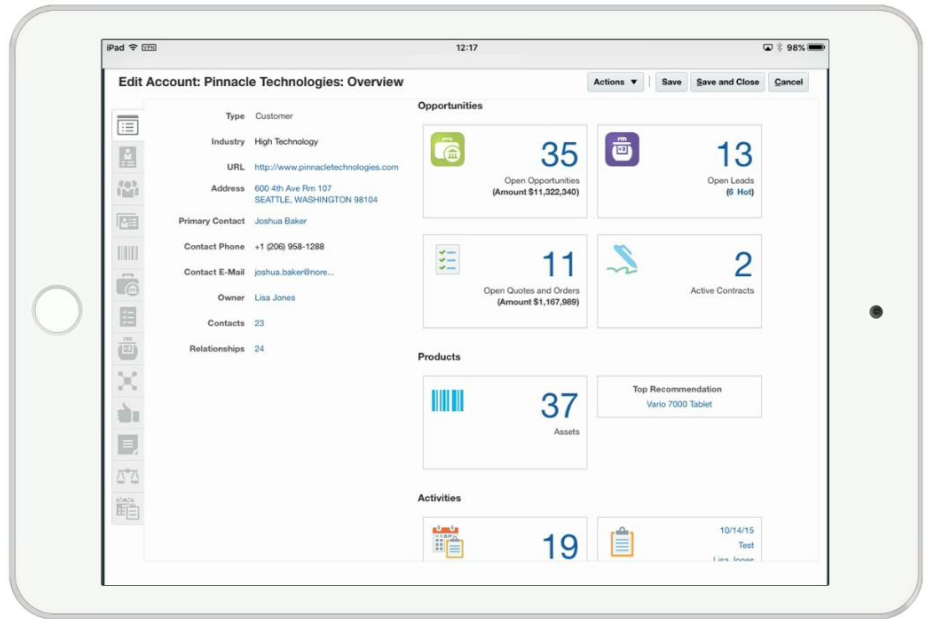 iPad VPN 12:17 98%
Edit Account: Pinnacle Technologies: Overview
Actions Save Save and Close Cancel
Type Customer
Industry High Technology
URL http://www.pinnacletechnologies.com
Address 600 4th Ave Rm 107
SEATTLE, WASHINGTON 98104
Primary Contact Joshua Baker
Contact Phone +1 (206) 958-1288
Contact E-Mail joshua.baker@nore...
Owner Lisa Jones
Contacts 23
Relationships 24
Opportunities
35
Open Opportunities
(Amount $11,322,340)
13
Open Leads
(6 Hot)
11
Open Quotes and Orders
(Amount $1,167,989)
2
Active Contracts
Products
37
Assets
Top Recommendation
Vario 7000 Tablet
Activities
19
10/14/15
Test
Lisa Jones